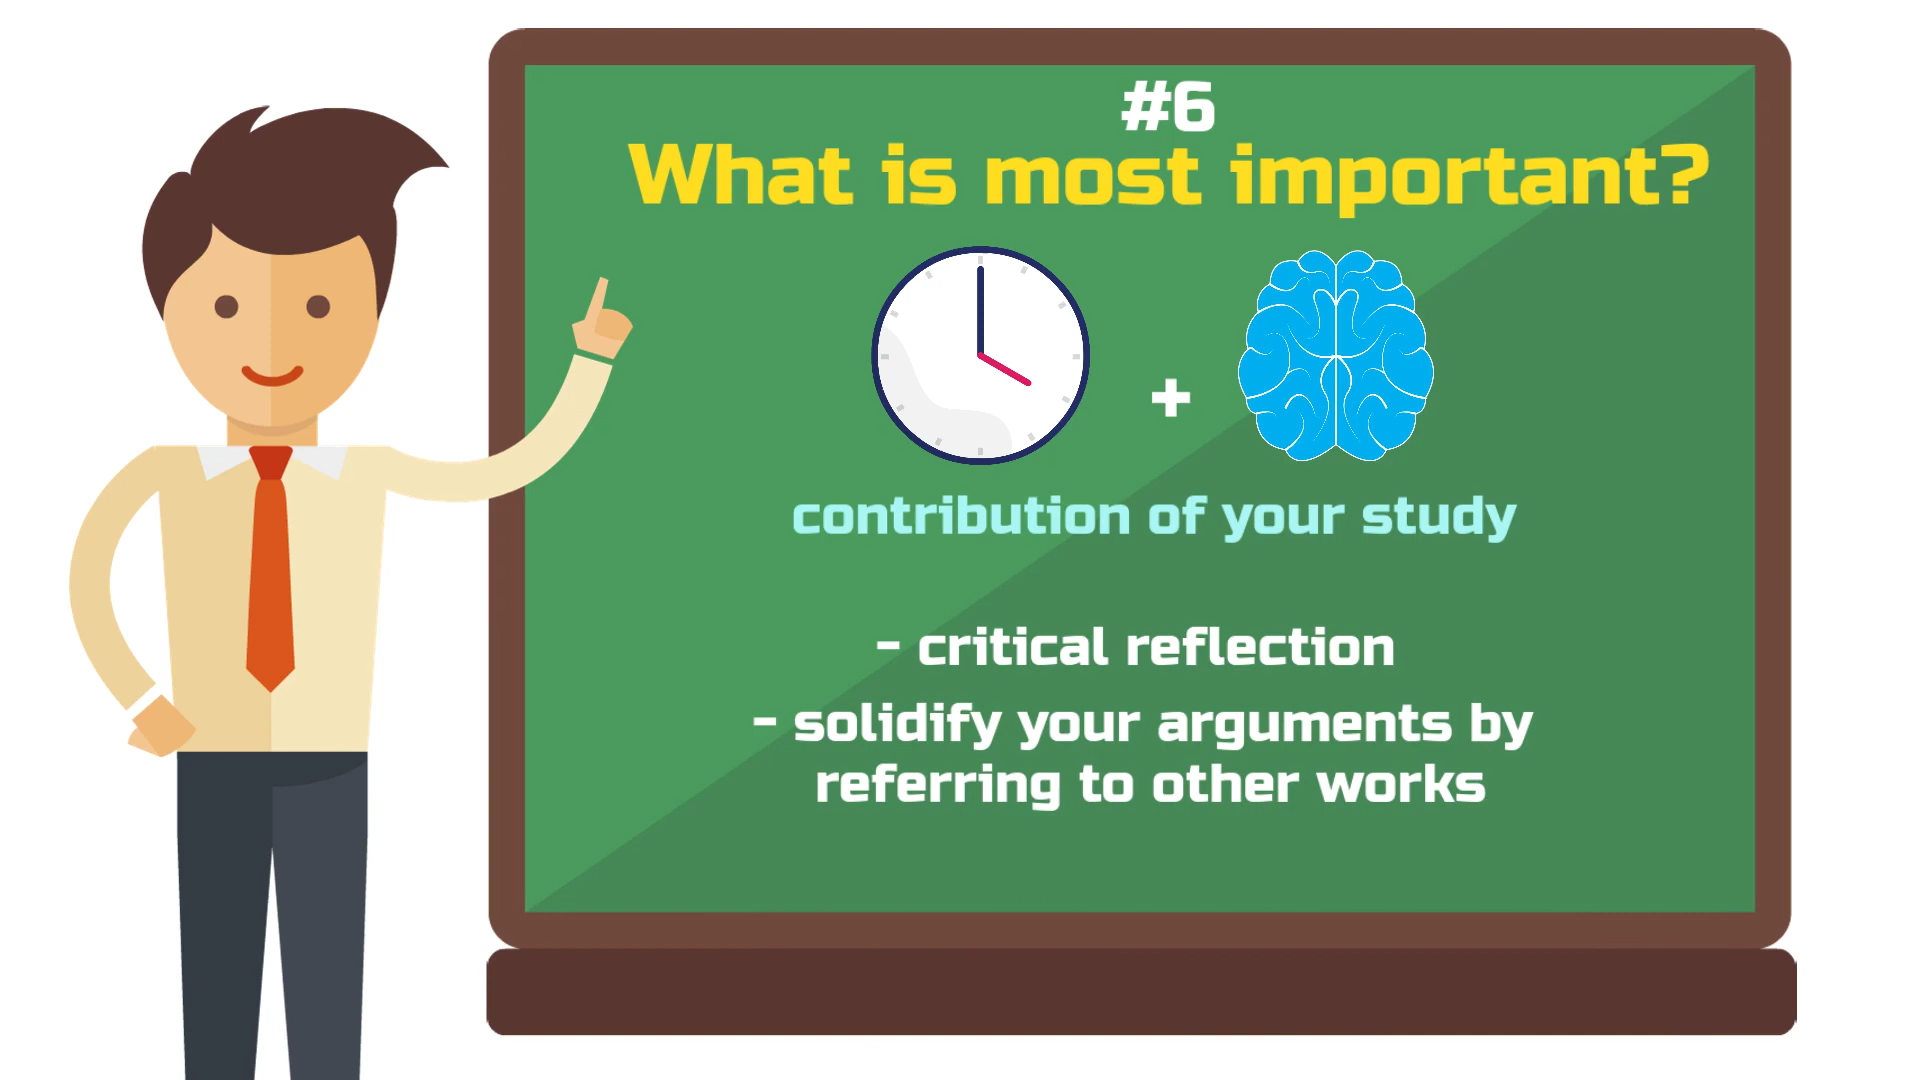 #6
What is most important?
+
contribution of your study
- critical reflection
- solidify your arguments by
referring to other works